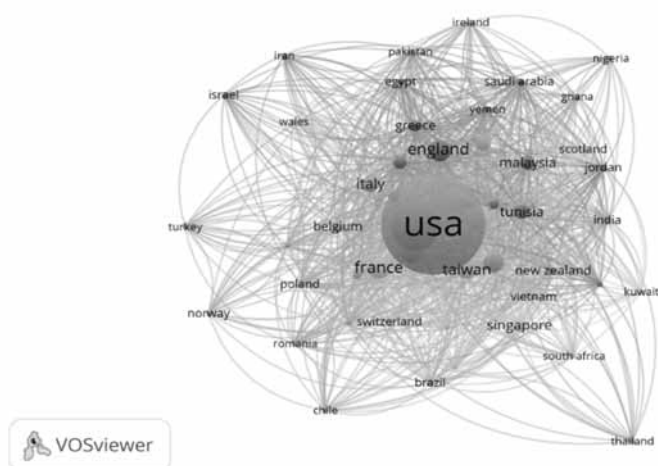 ireland
iran
pakistan
nigeria
israel
egypt
saudi arabia
ghana
yemen
wales
greece
england
scotland
malaysia
jordan
italy
usa
tunisia
india
turkey
belgium
france
taiwan
new zealand
poland
vietnam
kuwait
norway
switzerland
singapore
romania
south africa
brazil
chile
thailand
VOSviewer